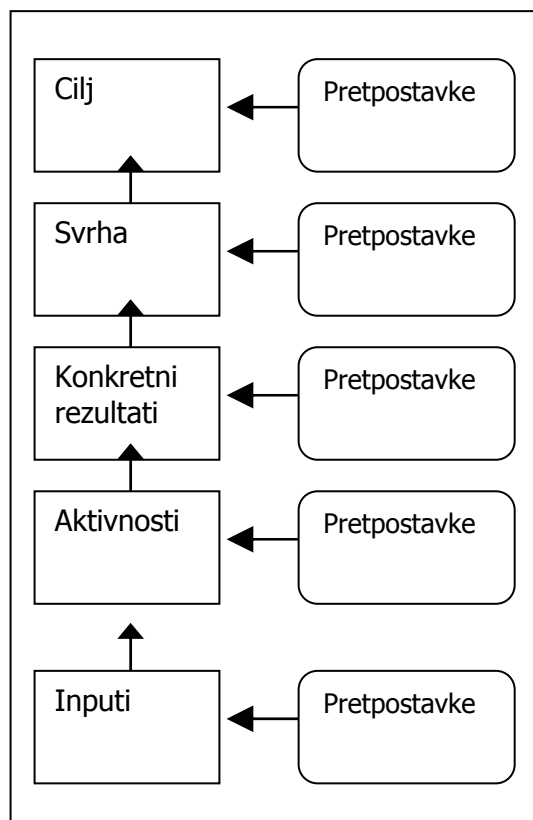 Cilj
Pretpostavke
Svrha
Pretpostavke
Konkretni
rezultati
Pretpostavke
Aktivnosti
Pretpostavke
Inputi
Pretpostavke